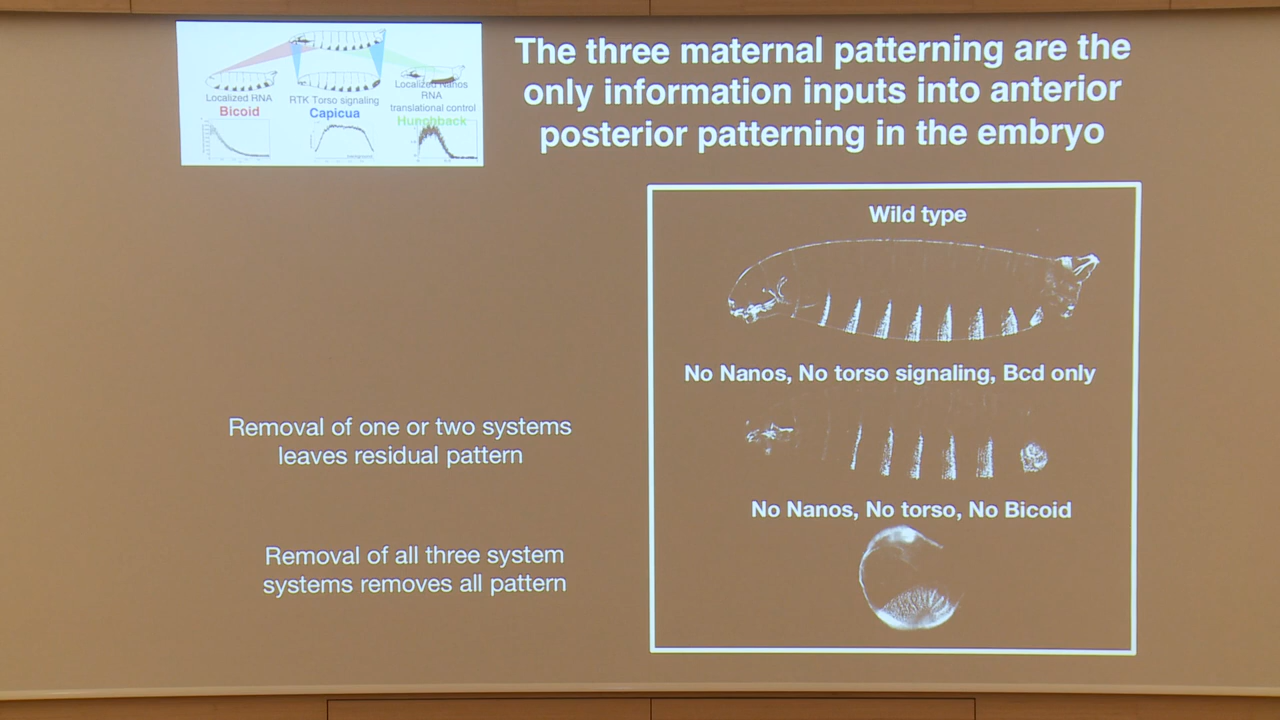 The three maternal patterning are the
only information inputs into anterior
posterior patterning in the embryo
Localized RNA
Bicoid
RTK Torso signaling
Capicua
Localized Nanos
RNA
translational control
Hunchback
Wild type
No Nanos, No torso signaling, Bcd only
Removal of one or two systems
leaves residual pattern
No Nanos, No torso, No Bicoid
Removal of all three system
systems removes all pattern